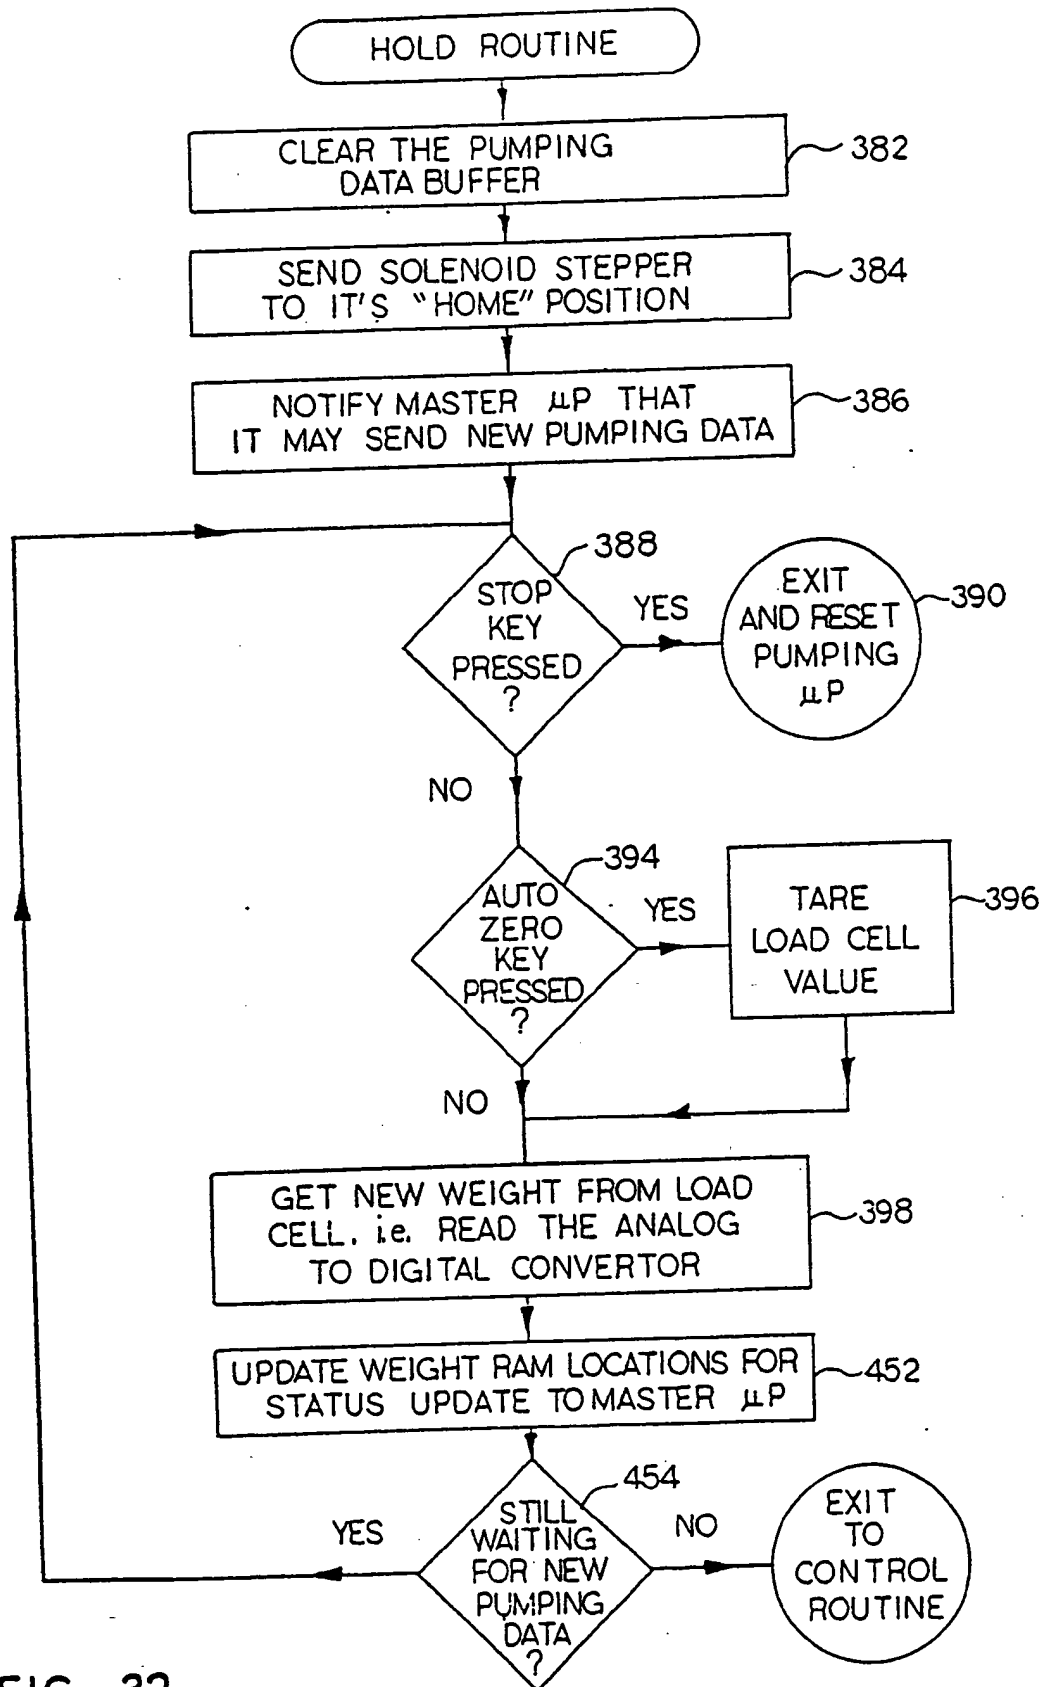 HOLD ROUTINE
CLEAR THE PUMPING
DATA BUFFER
382
SEND SOLENOID STEPPER
TO IT'S "HOME" POSITION
384
NOTIFY MASTER µP THAT
IT MAY SEND NEW PUMPING DATA
386
388
STOP
KEY
PRESSED
?
YES
EXIT
AND RESET
PUMPING
µP
390
NO
394
AUTO
ZERO
KEY
PRESSED
?
YES
TARE
LOAD CELL
VALUE
396
NO
GET NEW WEIGHT FROM LOAD
CELL. i.e. READ THE ANALOG
TO DIGITAL CONVERTOR
398
UPDATE WEIGHT RAM LOCATIONS FOR
STATUS UPDATE TO MASTER µP
452
454
STILL
WAITING
FOR NEW
PUMPING
DATA
?
YES
NO
EXIT
TO
CONTROL
ROUTINE